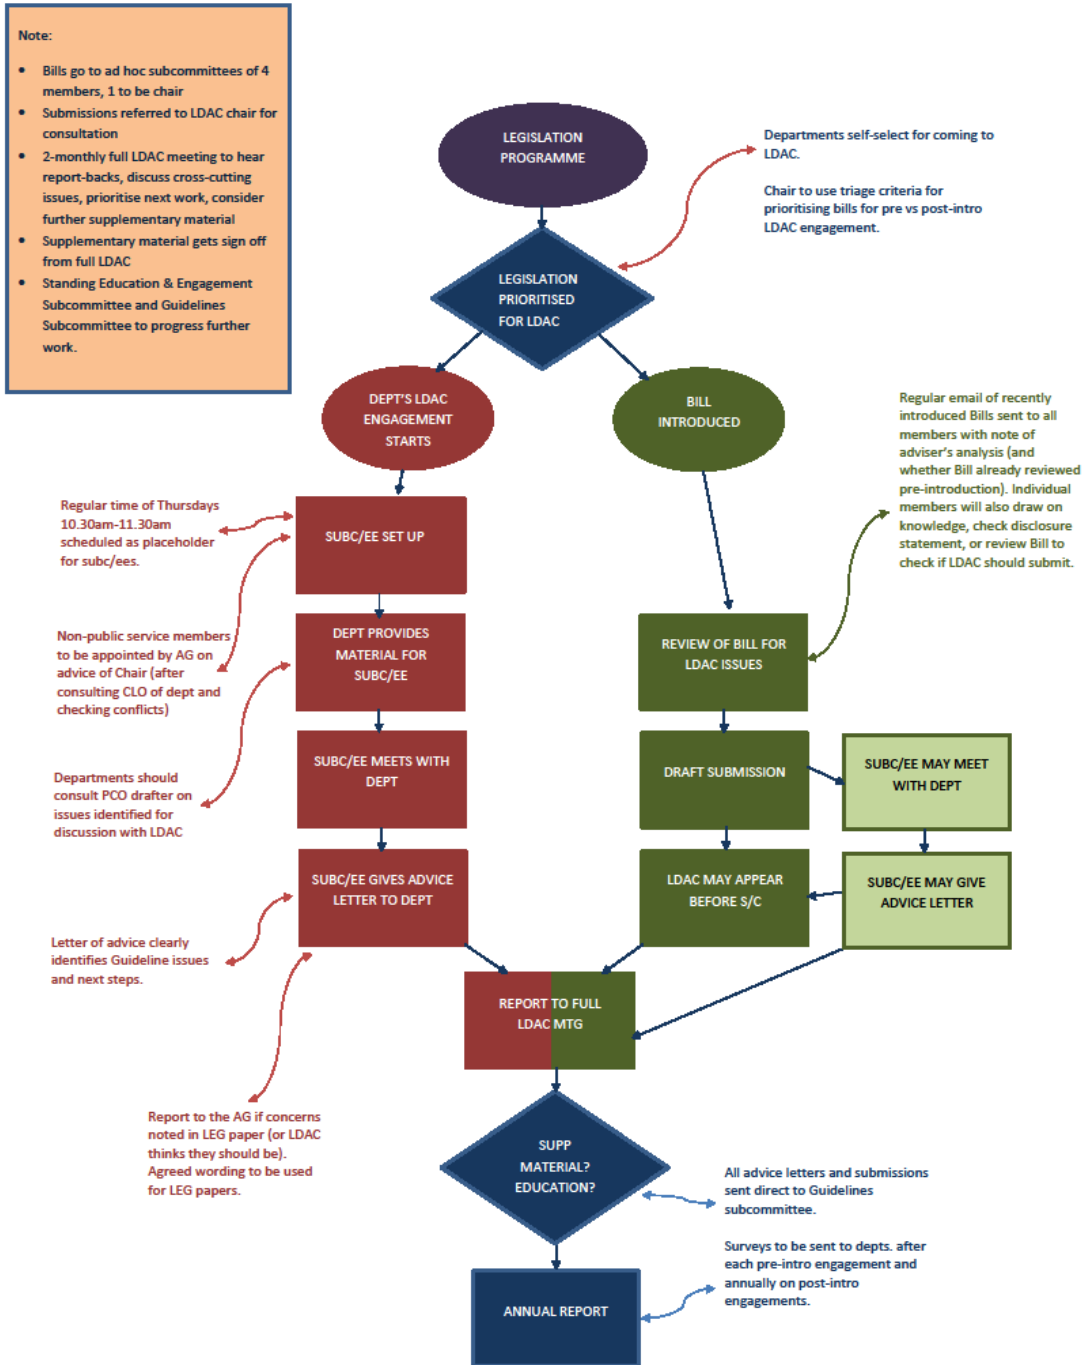 Note:
• Bills go to ad hoc subcommittees of 4
members, 1 to be chair
• Submissions referred to LDAC chair for
consultation
• 2-monthly full LDAC meeting to hear
report-backs, discuss cross-cutting
issues, prioritise next work, consider
further supplementary material
• Supplementary material gets sign off
from full LDAC
• Standing Education & Engagement
Subcommittee and Guidelines
Subcommittee to progress further
work.
LEGISLATION
PROGRAMME
Departments self-select for coming to
LDAC.
Chair to use triage criteria for
prioritising bills for pre vs post-intro
LDAC engagement.
LEGISLATION
PRIORITISED
FOR LDAC
DEPT'S LDAC
ENGAGEMENT
STARTS
BILL
INTRODUCED
Regular email of recently
introduced Bills sent to all
members with note of
adviser's analysis (and
whether Bill already reviewed
pre-introduction). Individual
members will also draw on
knowledge, check disclosure
statement, or review Bill to
check if LDAC should submit.
Regular time of Thursdays
10.30am-11.30am
scheduled as placeholder
for subc/ees.
SUBC/EE SET UP
Non-public service members
to be appointed by AG on
advice of Chair (after
consulting CLO of dept and
checking conflicts)
DEPT PROVIDES
MATERIAL FOR
SUBC/EE
REVIEW OF BILL FOR
LDAC ISSUES
Departments should
consult PCO drafter on
issues identified for
discussion with LDAC
SUBC/EE MEETS WITH
DEPT
DRAFT SUBMISSION
SUBC/EE MAY MEET
WITH DEPT
SUBC/EE GIVES ADVICE
LETTER TO DEPT
LDAC MAY APPEAR
BEFORE S/C
SUBC/EE MAY GIVE
ADVICE LETTER
Letter of advice clearly
identifies Guideline issues
and next steps.
REPORT TO FULL
LDAC MTG
Report to the AG if concerns
noted in LEG paper (or LDAC
thinks they should be).
Agreed wording to be used
for LEG papers.
SUPP
MATERIAL?
EDUCATION?
All advice letters and submissions
sent direct to Guidelines
subcommittee.
Surveys to be sent to depts. after
each pre-intro engagement and
annually on post-intro
engagements.
ANNUAL REPORT